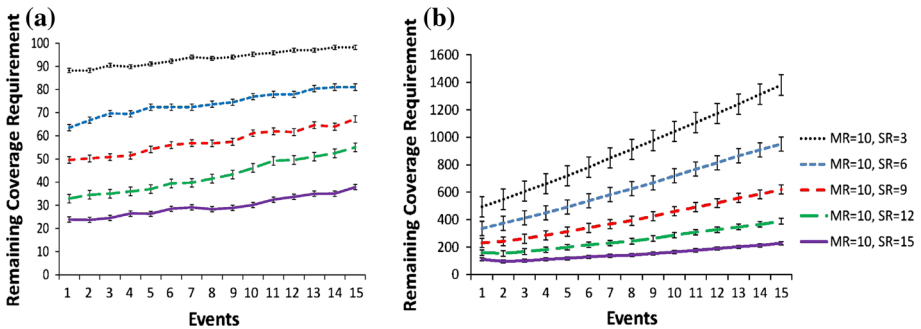 (a)
Remaining Coverage Requirement
100
90
80
70
60
50
40
30
20
10
0
1 2 3 4 5 6 7 8 9 10 11 12 13 14 15
Events
(b)
Remaining Coverage Requirement
1600
1400
1200
1000
800
600
400
200
0
1 2 3 4 5 6 7 8 9 10 11 12 13 14 15
Events
MR=10, SR=3
MR=10, SR=6
MR=10, SR=9
MR=10, SR=12
MR=10, SR=15